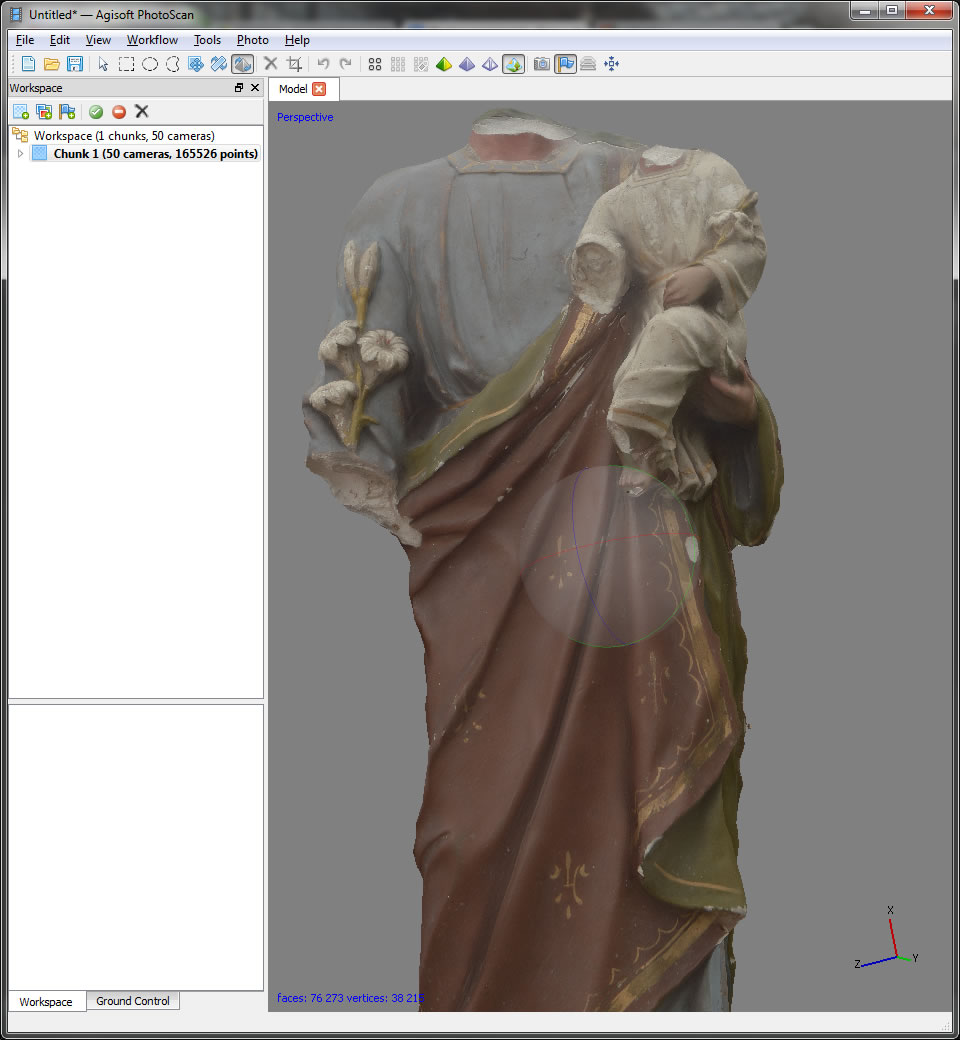 Untitled* — Agisoft PhotoScan
File Edit View Workflow Tools Photo Help
Workspace
Model
Perspective
Workspace (1 chunks, 50 cameras)
Chunk 1 (50 cameras, 165526 points)
X
Y
Z
faces: 76 273 vertices: 38 215
Workspace Ground Control